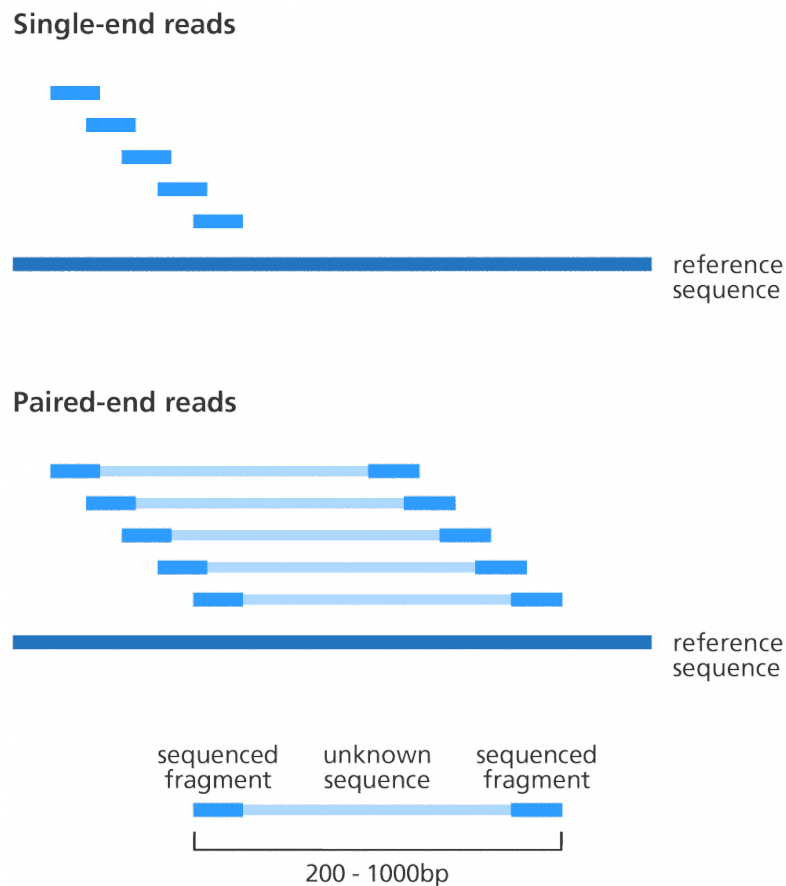 Single-end reads
reference
sequence
Paired-end reads
reference
sequence
sequenced
fragment
unknown
sequence
sequenced
fragment
200 - 1000bp